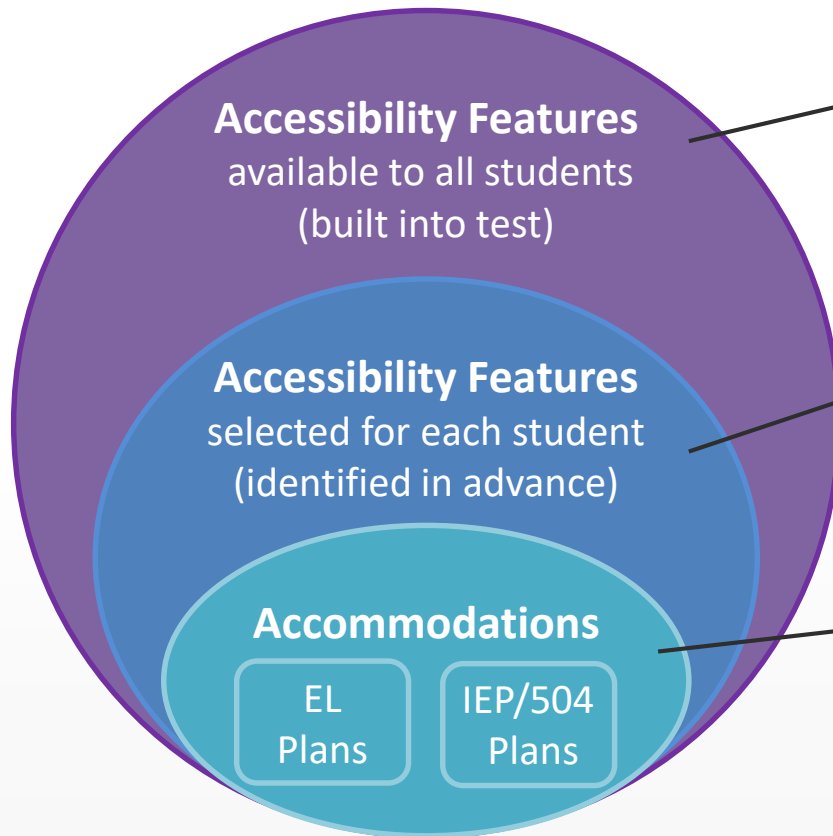 Accessibility Features
available to all students
(built into test)
Accessibility Features
selected for each student
(identified in advance)
Accommodations
EL
Plans
IEP/504
Plans